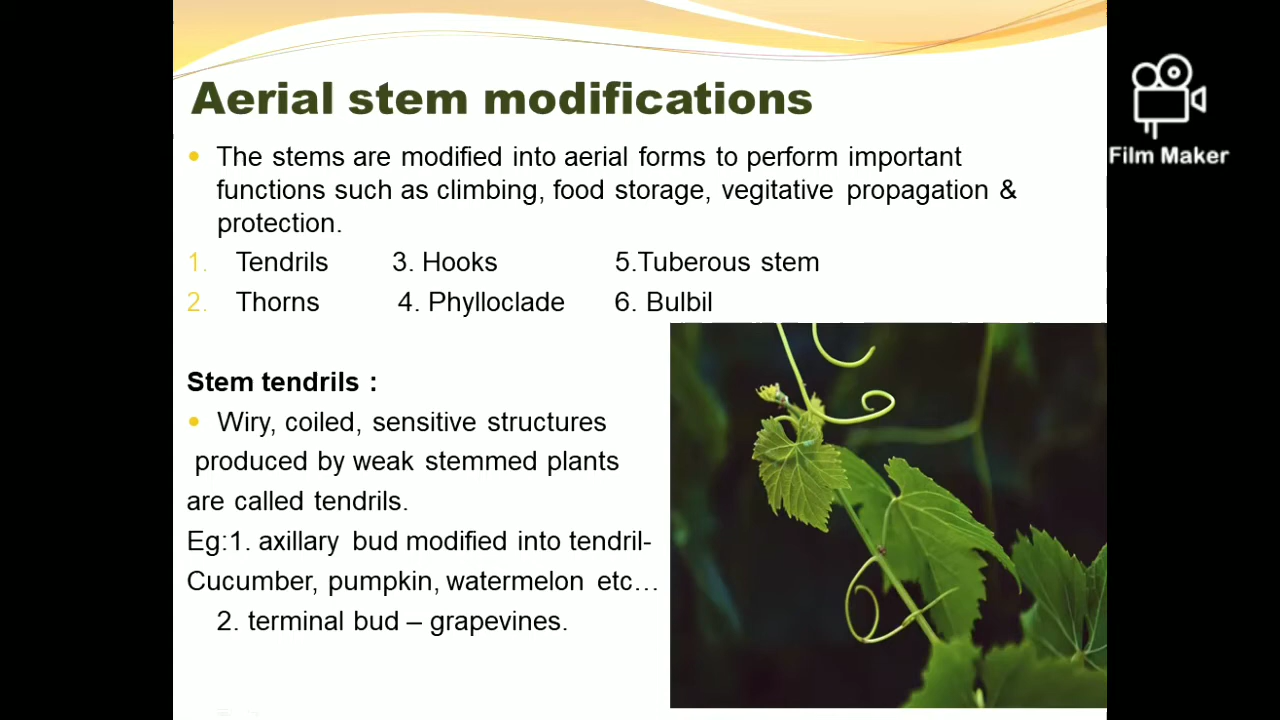 Aerial stem modifications
Film Maker
• The stems are modified into aerial forms to perform important
functions such as climbing, food storage, vegitative propagation &
protection.
1. Tendrils 3. Hooks 5.Tuberous stem
2. Thorns 4. Phylloclade 6. Bulbil
Stem tendrils :
• Wiry, coiled, sensitive structures
produced by weak stemmed plants
are called tendrils.
Eg:1. axillary bud modified into tendril-
Cucumber, pumpkin, watermelon etc...
2. terminal bud – grapevines.